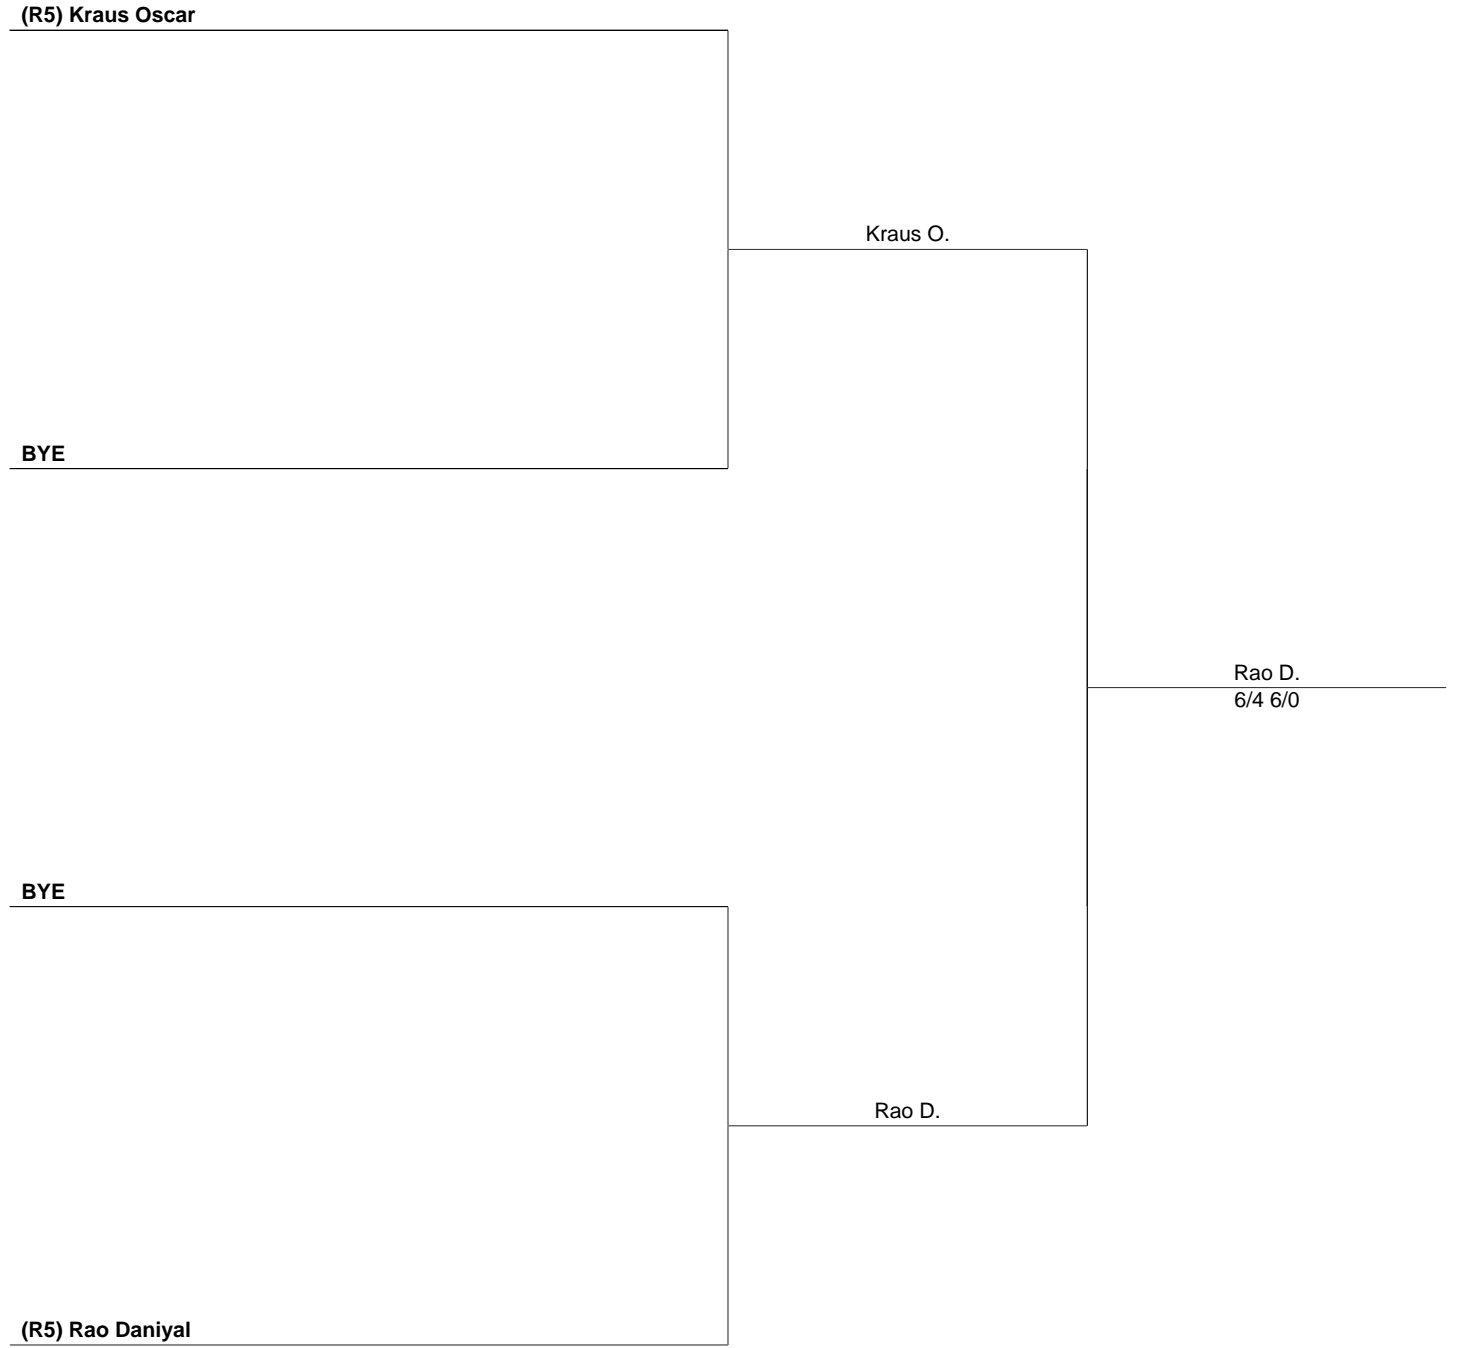 (R5) Kraus Oscar
Kraus O.
BYE
Rao D.
6/4 6/0
BYE
Rao D.
(R5) Rao Daniyal